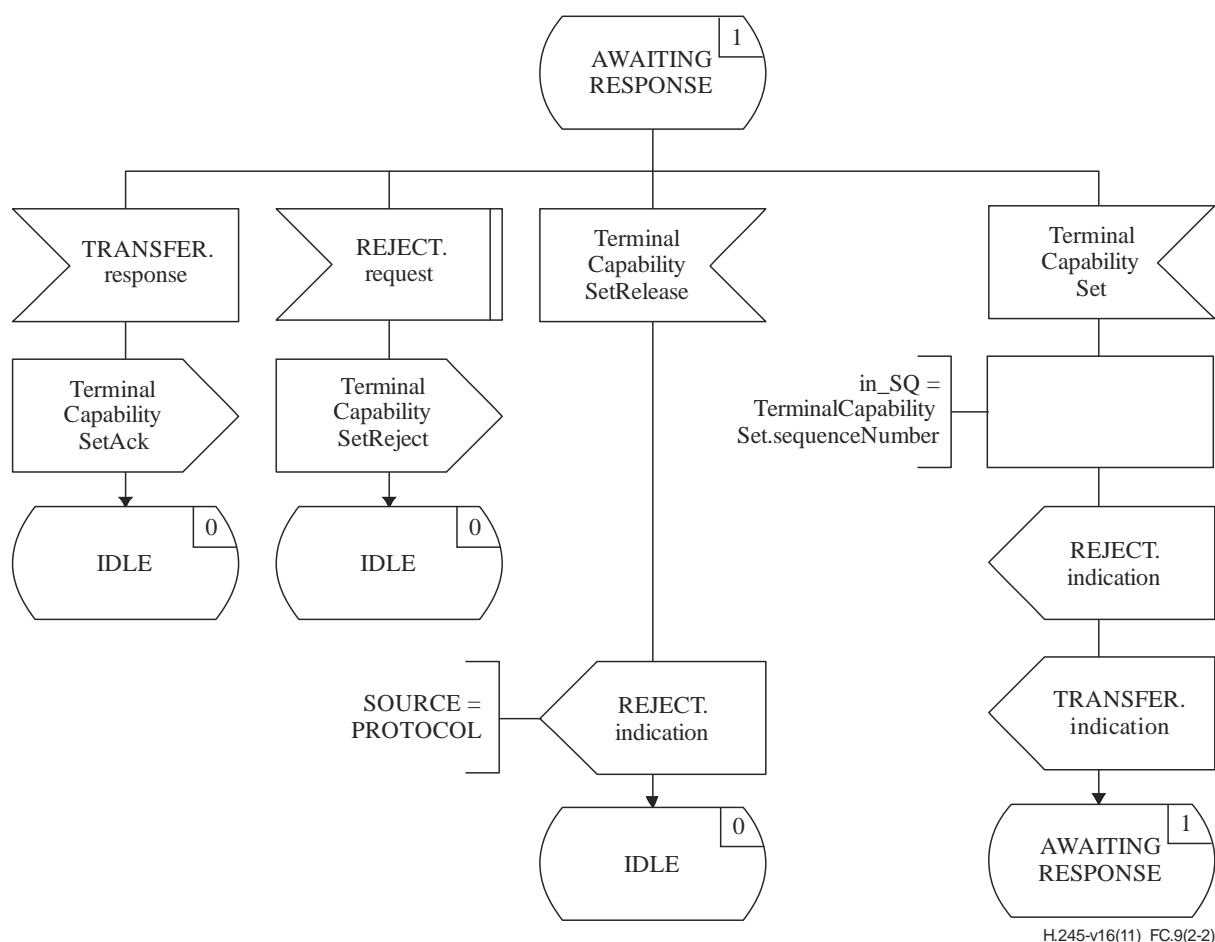 AWAITING
RESPONSE
1
TRANSFER.
response
REJECT.
request
Terminal
Capability
SetRelease
Terminal
Capability
Set
Terminal
Capability
SetAck
Terminal
Capability
SetReject
in_SQ =
TerminalCapability
Set.sequenceNumber
IDLE
0
IDLE
0
REJECT.
indication
SOURCE =
PROTOCOL
REJECT.
indication
TRANSFER.
indication
IDLE
0
AWAITING
RESPONSE
1
H.245-v16(11)_FC.9(2-2)